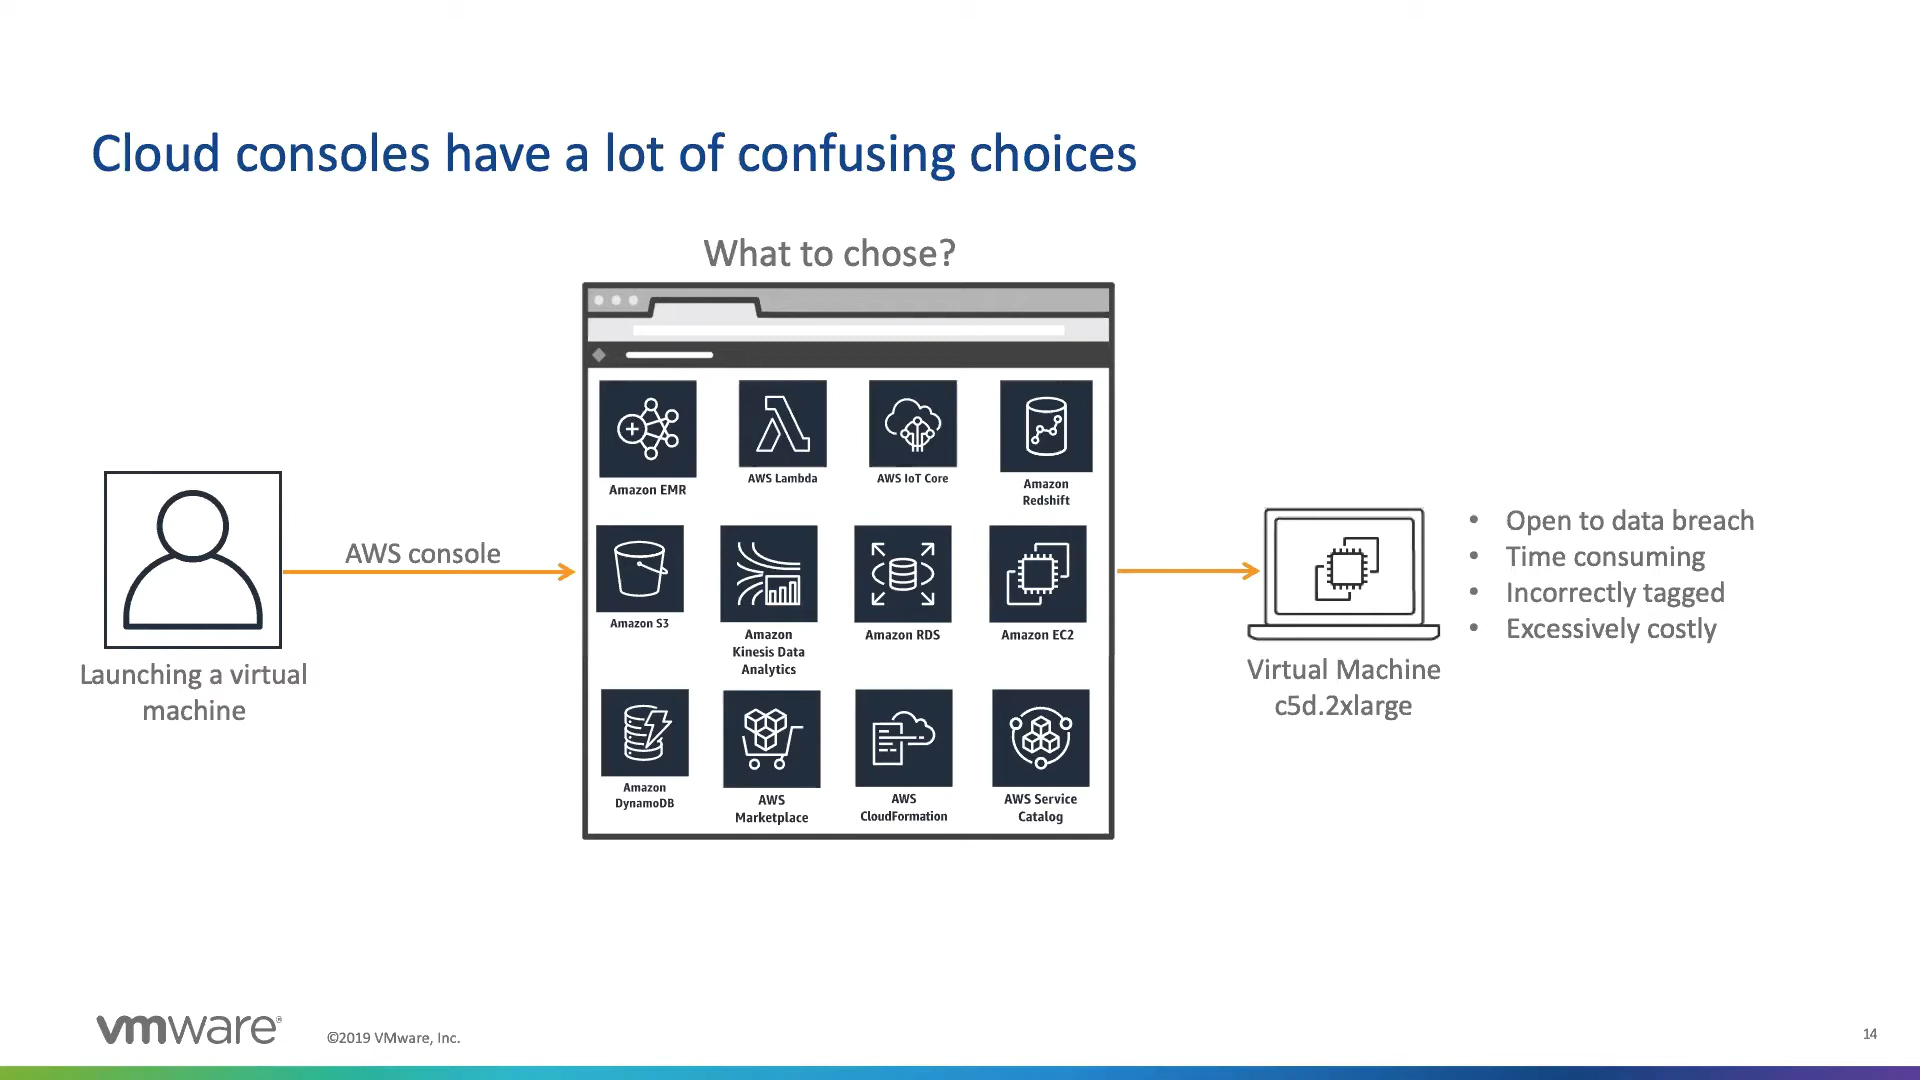 Cloud consoles have a lot of confusing choices
What to chose?
Amazon EMR
AWS Lambda
AWS IoT Core
Amazon
Redshift
AWS console
Launching a virtual
machine
Amazon S3
Amazon
Kinesis Data
Analytics
Amazon RDS
Amazon EC2
Amazon
DynamoDB
AWS
Marketplace
AWS
CloudFormation
AWS Service
Catalog
Virtual Machine
c5d.2xlarge
• Open to data breach
• Time consuming
• Incorrectly tagged
• Excessively costly
vmware®
©2019 VMware, Inc.
14